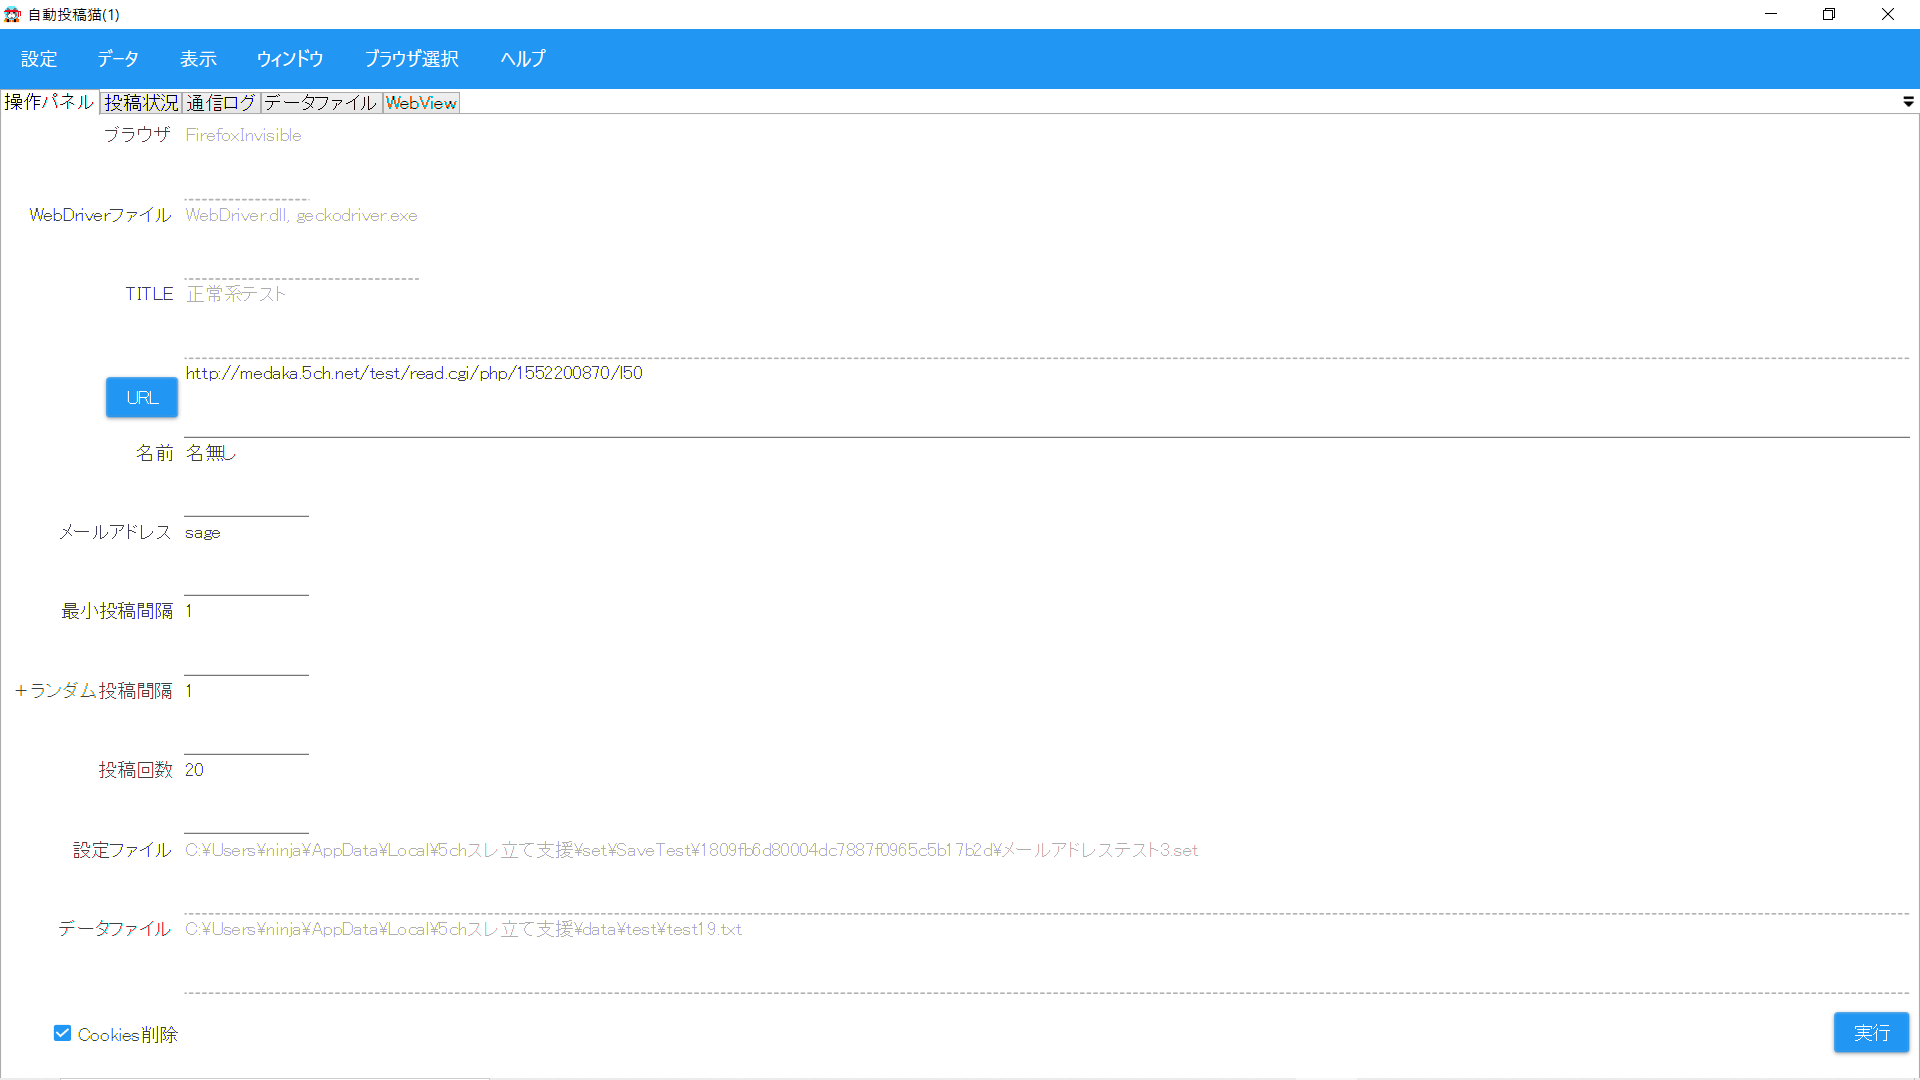 自動投稿猫(1)
設定 データ 表示 ウィンドウ ブラウザ選択 ヘルプ
操作パネル 投稿状況 通信ログ データファイル WebView
ブラウザ FirefoxInvisible
WebDriverファイル WebDriver.dll, geckodriver.exe
TITLE 正常系テスト
URL http://medaka.5ch.net/test/read.cgi/php/1552200870/l50
名前 名無し
メールアドレス sage
最小投稿間隔 1
＋ランダム投稿間隔 1
投稿回数 20
設定ファイル C:¥Users¥ninja¥AppData¥Local¥5chスレ立て支援¥set¥SaveTest¥1809fb6d80004dc7887f0965c5b17b2d¥メールアドレステスト3.set
データファイル C:¥Users¥ninja¥AppData¥Local¥5chスレ立て支援¥data¥test¥test19.txt
Cookies削除 実行